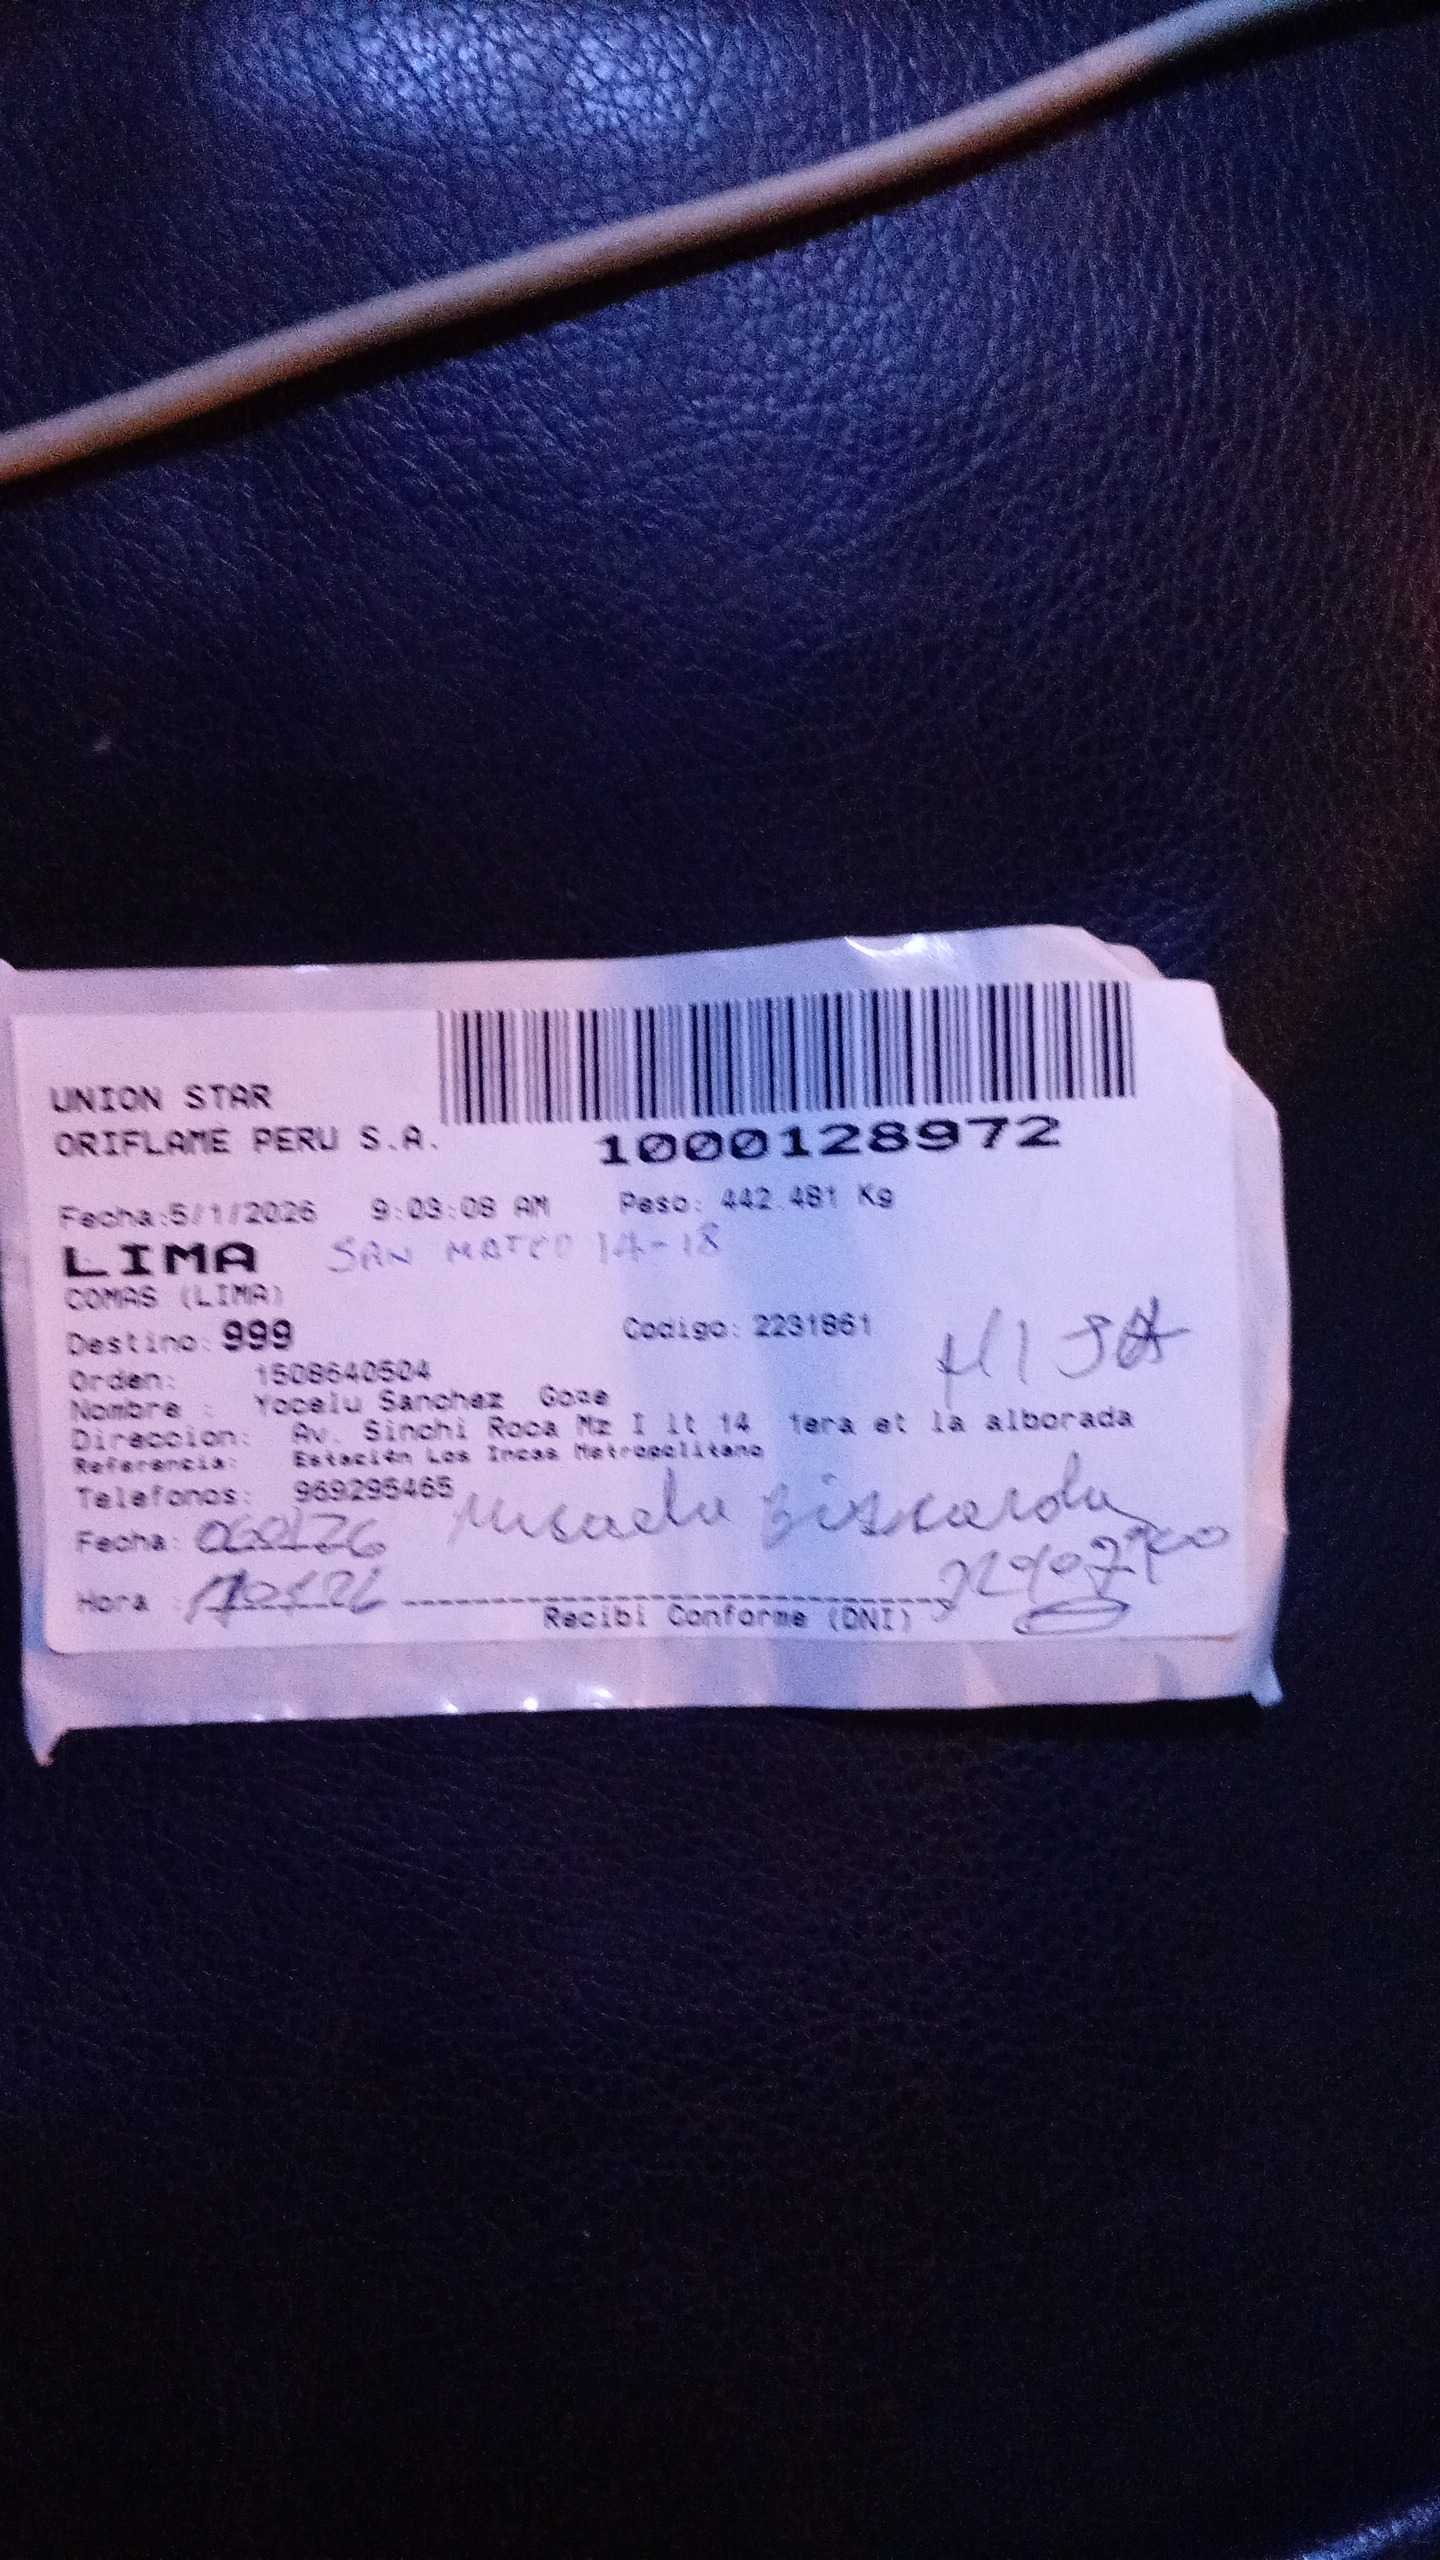 UNION STAR
ORIFLAME PERU S.A.
1000128972
Fecha:5/1/2026 9:03:08 AM Peso: 442.481 Kg
LIMA SAN MATEO 14-18
COMAS (LIMA)
Destino: 999 Codigo: 2231861
Orden: 1508640504
Nombre : Yocelu Sanchez Goze
Direccion: Av. Sinchi Roca Mz I lt 14 1era et la alborada
Referencia: Estación Los Incas Metropolitano
Telefonos: 969295465
Fecha:
Hora :
Recibi Conforme (DNI)